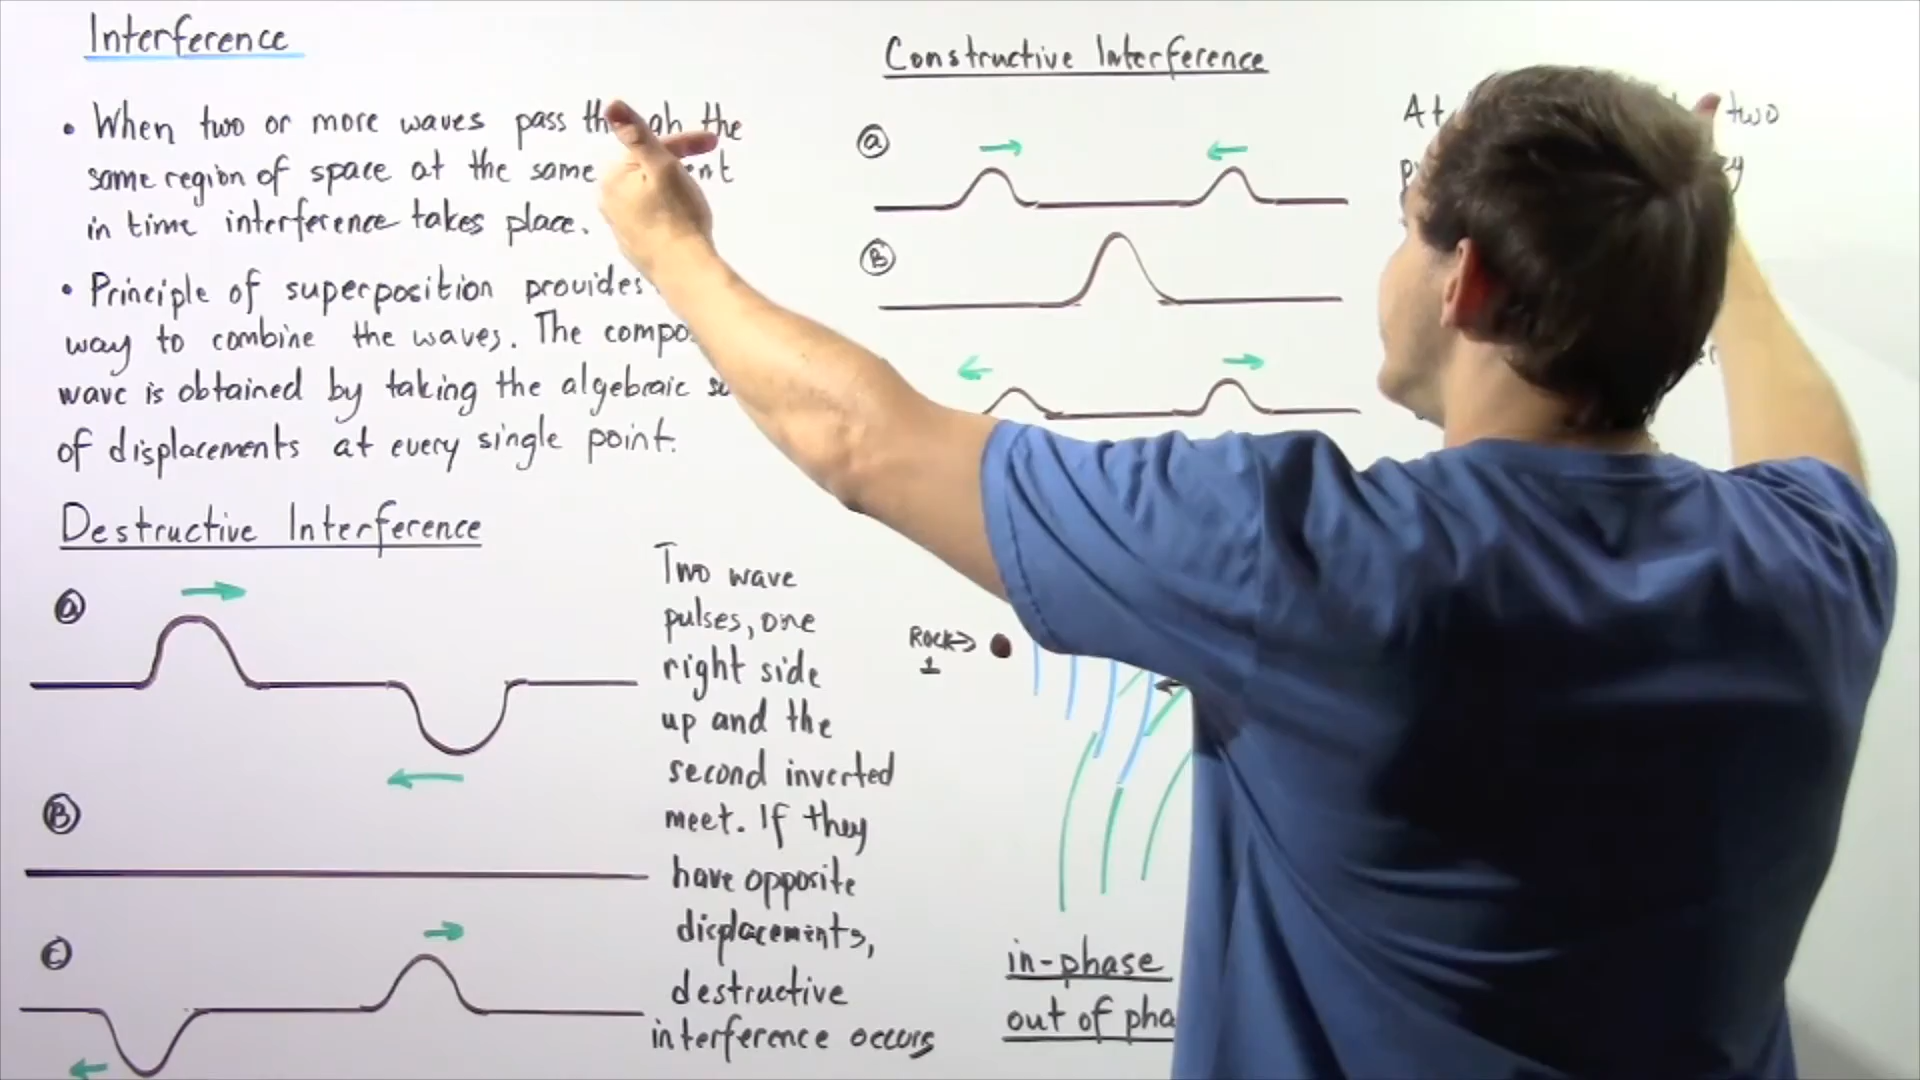 Interference
• When two or more waves pass the
same region of space at the same
in time interference takes place.
• Principle of superposition provides
way to combine the waves. The
wave is obtained by taking the algebraic
of displacements at every single point.
Destructive Interference
a
B
C
Two wave
pulses, one
right side
up and the
second inverted
meet. If they
have opposite
displacements,
destructive
interference occurs
Constructive Interference
a
B
At two
Rock
1
in-phase
out of